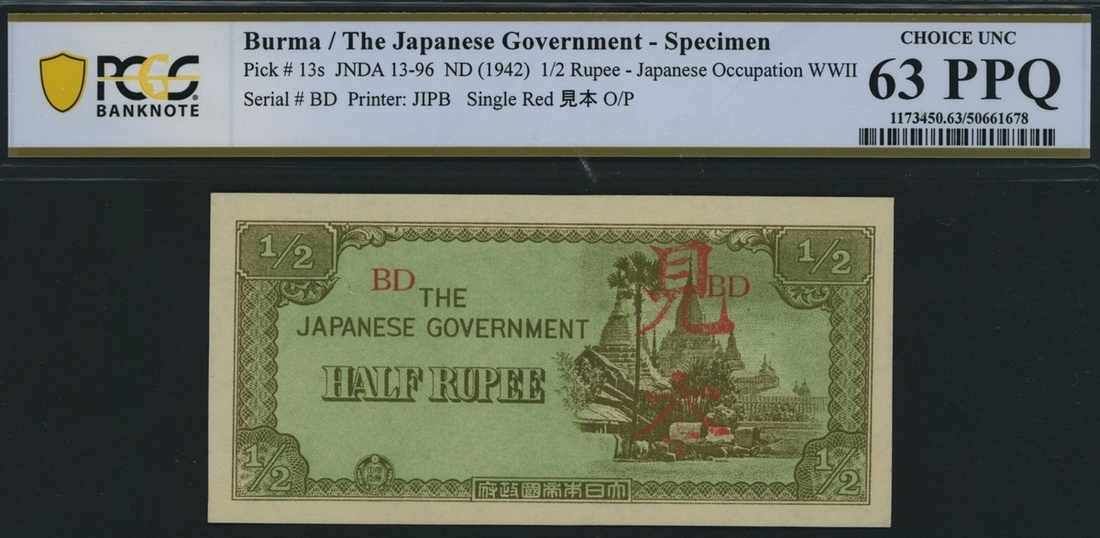 PCGS
BANKNOTE
Burma / The Japanese Government - Specimen
Pick # 13s JNDA 13-96 ND (1942) 1/2 Rupee - Japanese Occupation WWII
Serial # BD Printer: JIPB Single Red 見本 O/P
CHOICE UNC
63 PPQ
1173450.63/50661678
1/2
1/2
BD
BD
見本
THE
JAPANESE GOVERNMENT
HALF RUPEE
1/2
1/2
府政國帝本日大